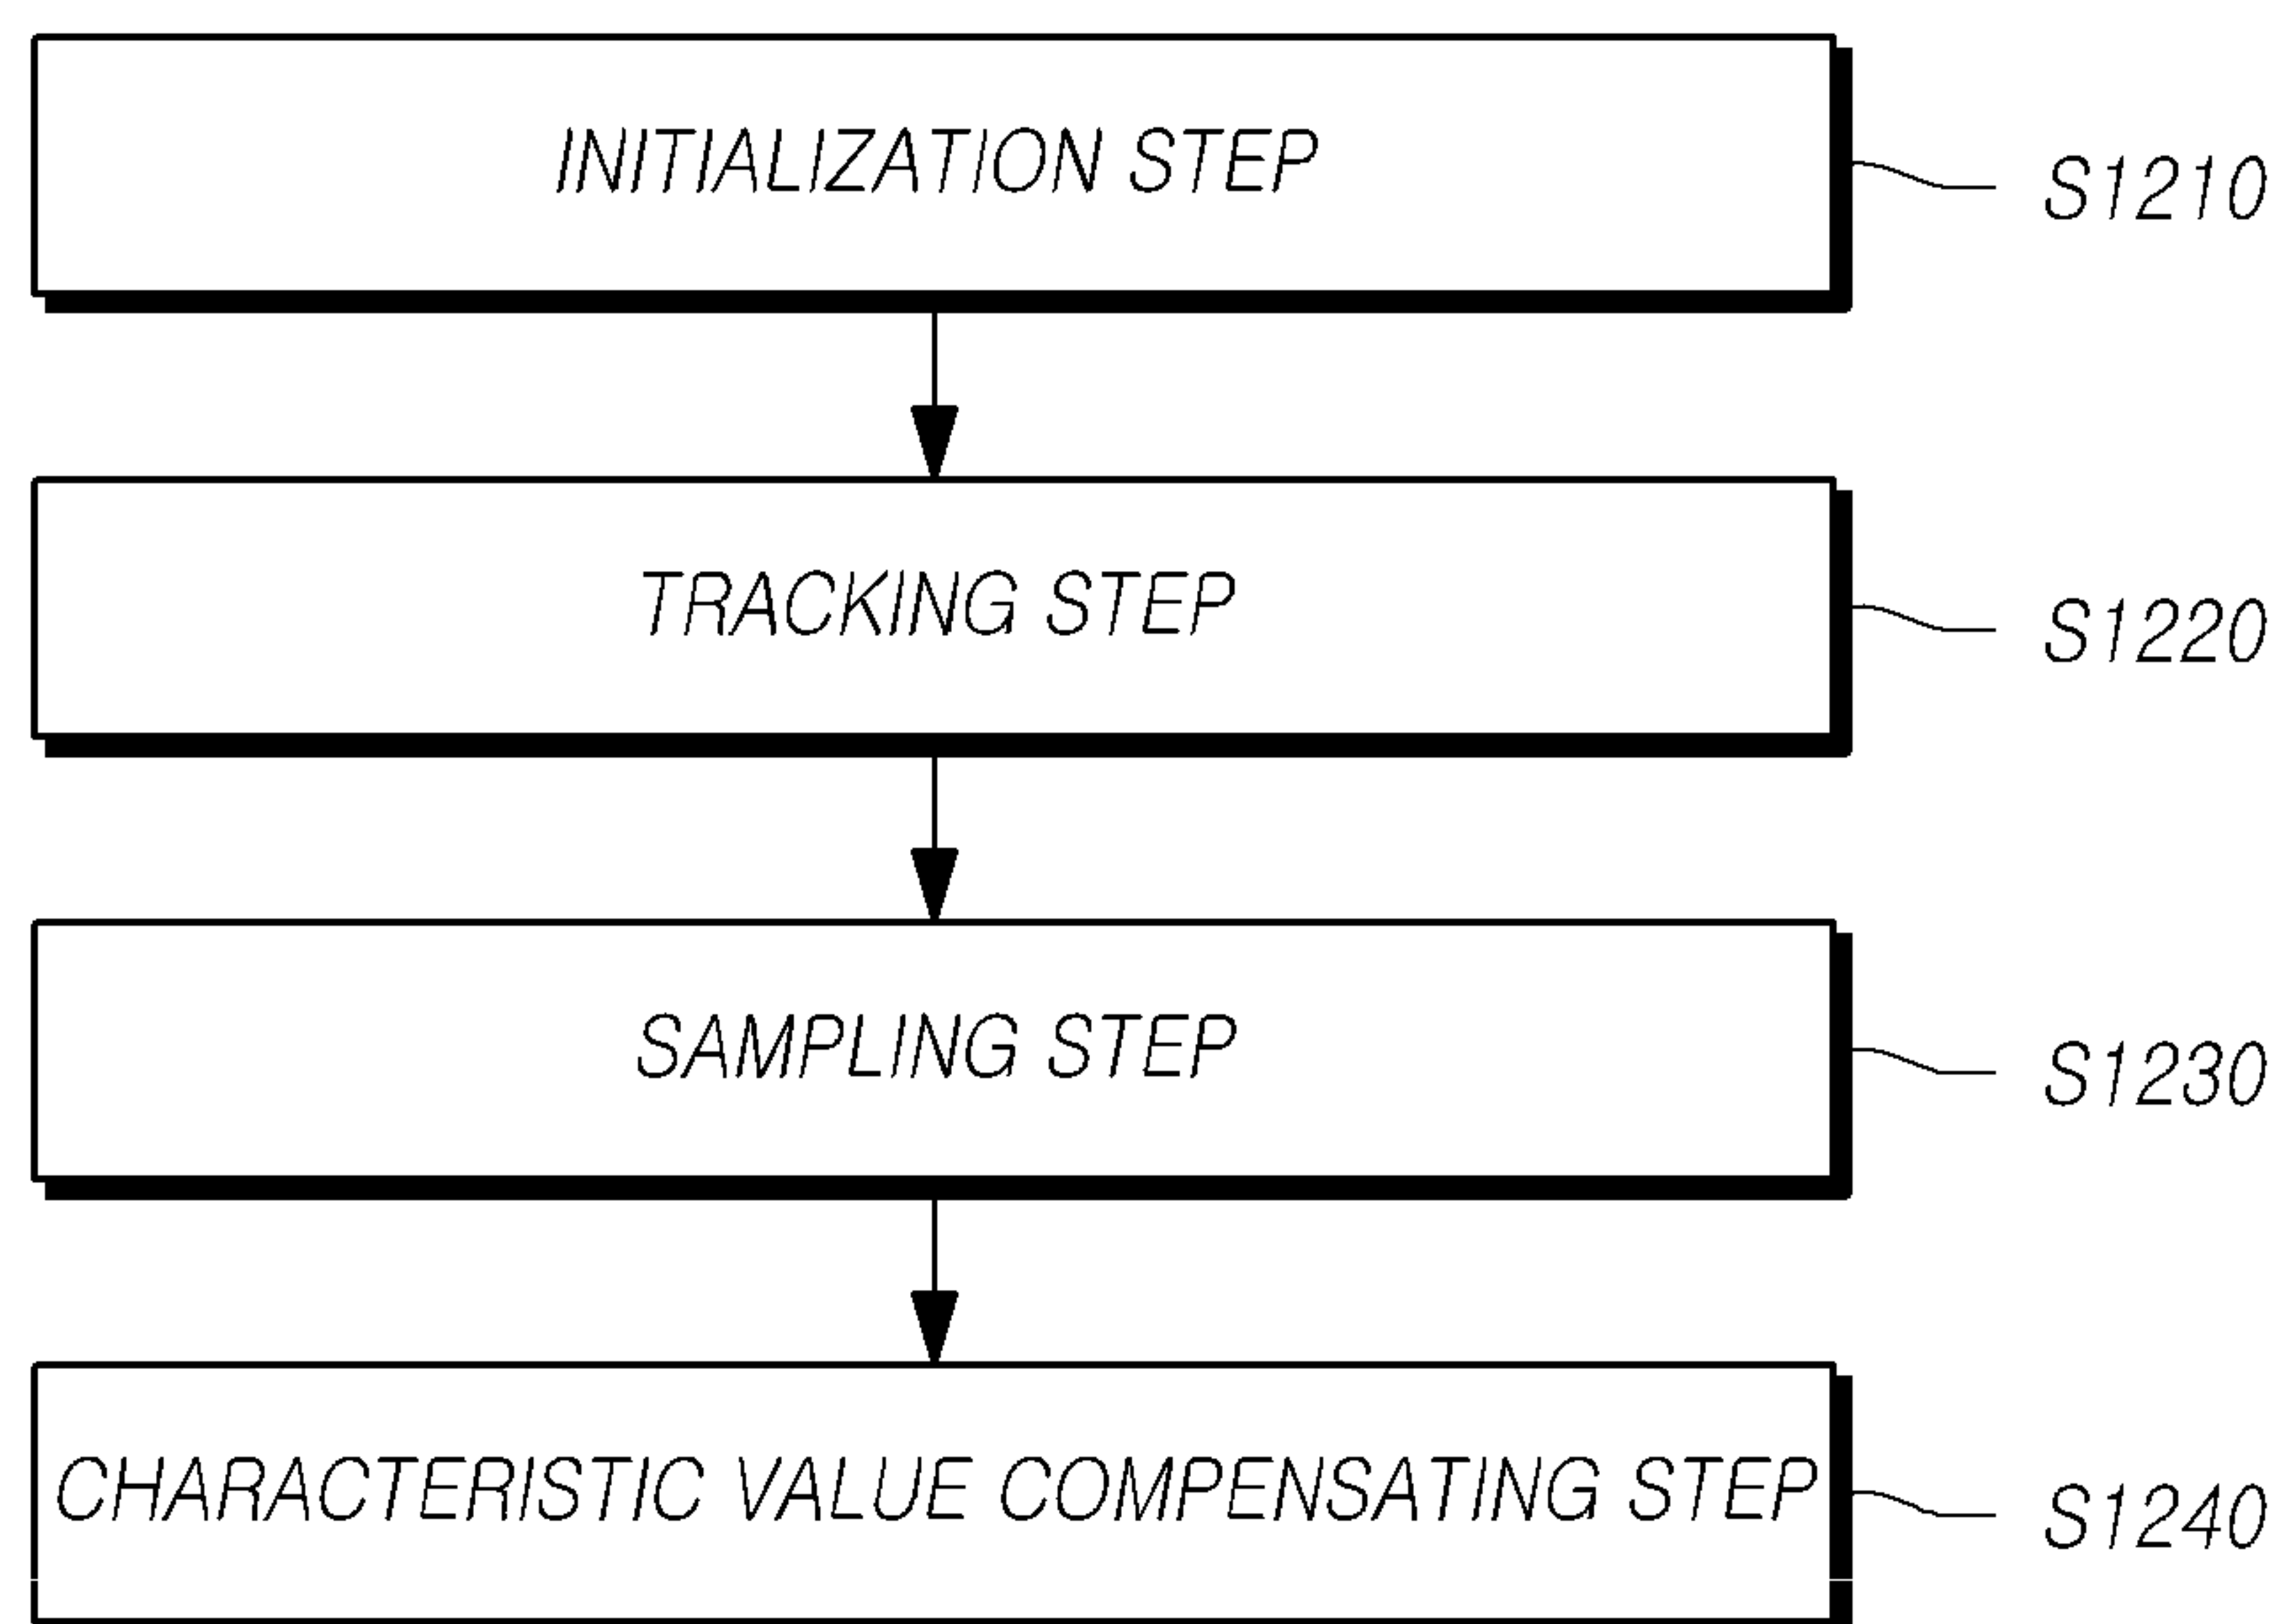 INITIALIZATION STEP
S1210
TRACKING STEP
S1220
SAMPLING STEP
S1230
CHARACTERISTIC VALUE COMPENSATING STEP
S1240